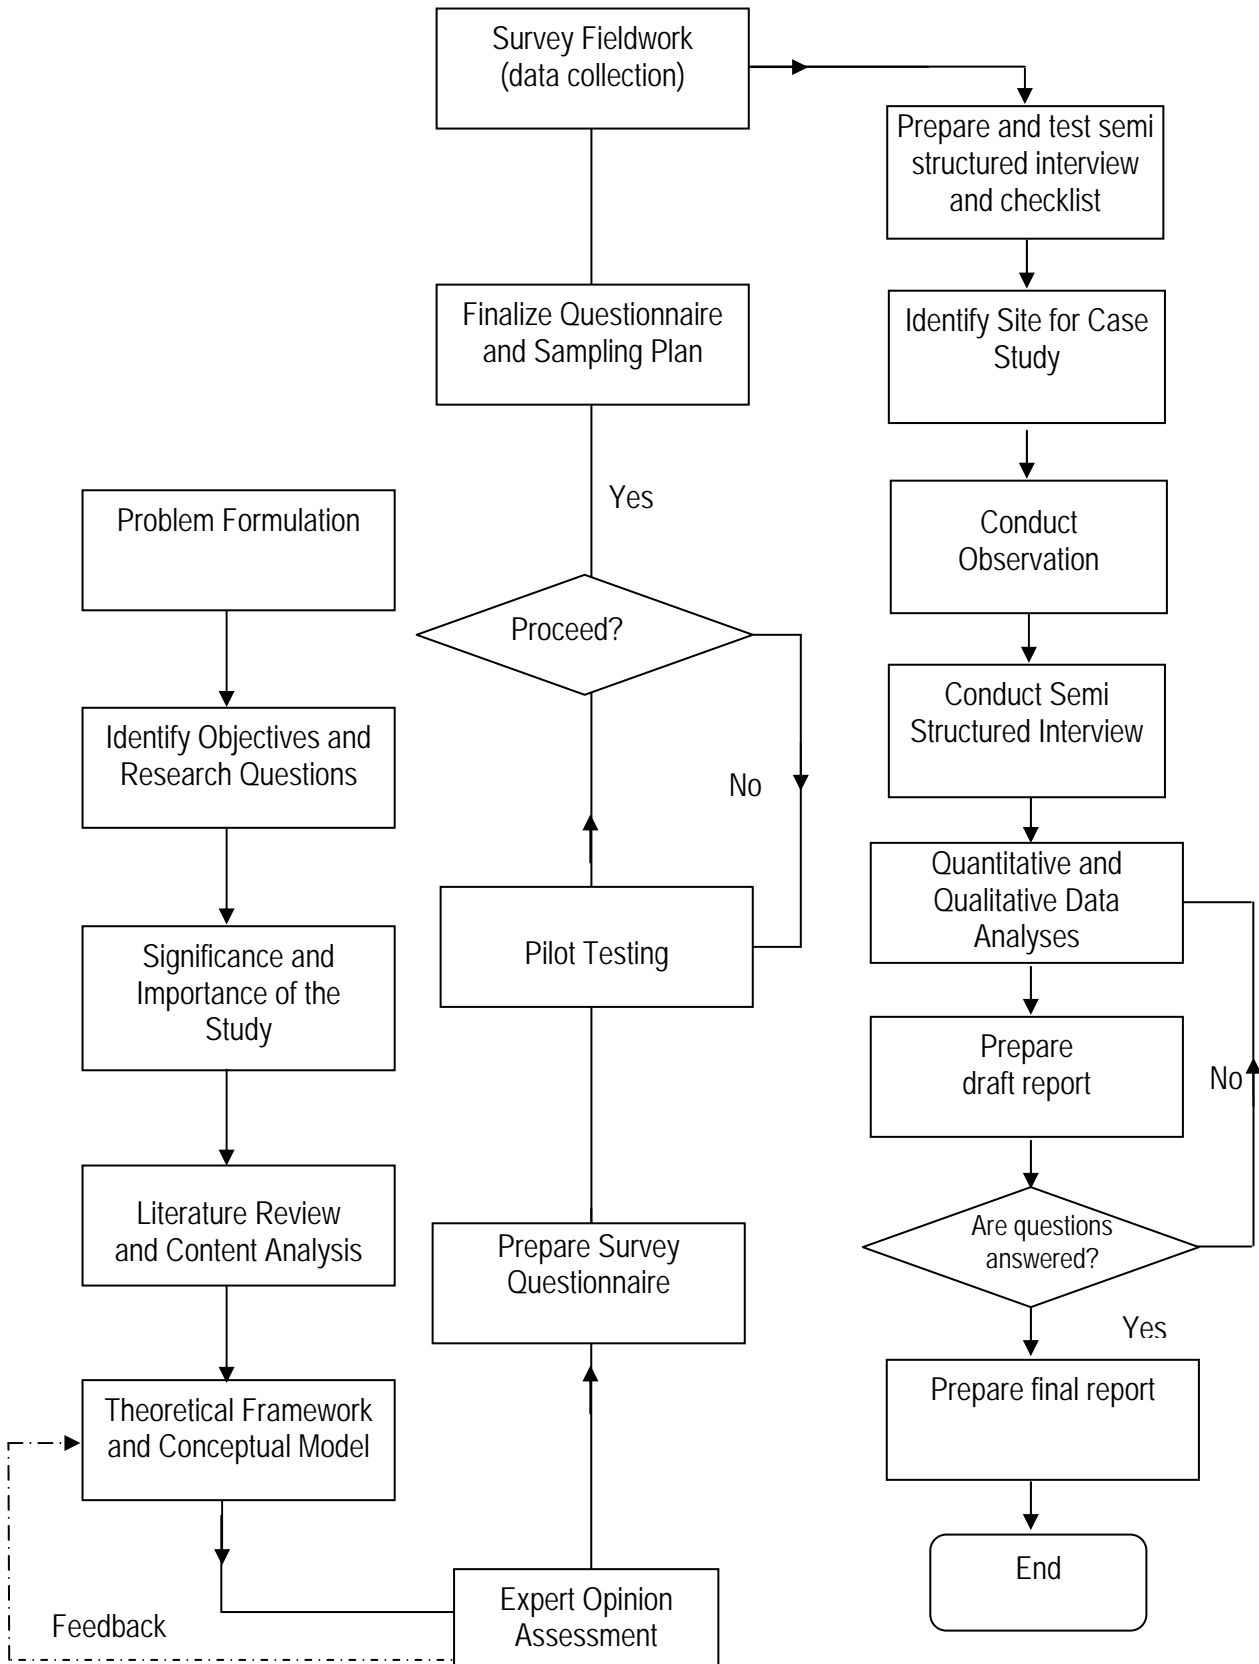 Problem Formulation
Identify Objectives and
Research Questions
Significance and
Importance of the
Study
Literature Review
and Content Analysis
Theoretical Framework
and Conceptual Model
Feedback
Expert Opinion
Assessment
Prepare Survey
Questionnaire
Pilot Testing
Proceed?
No
Yes
Finalize Questionnaire
and Sampling Plan
Survey Fieldwork
(data collection)
Prepare and test semi
structured interview
and checklist
Identify Site for Case
Study
Conduct
Observation
Conduct Semi
Structured Interview
Quantitative and
Qualitative Data
Analyses
Prepare
draft report
No
Are questions
answered?
Yes
Prepare final report
End